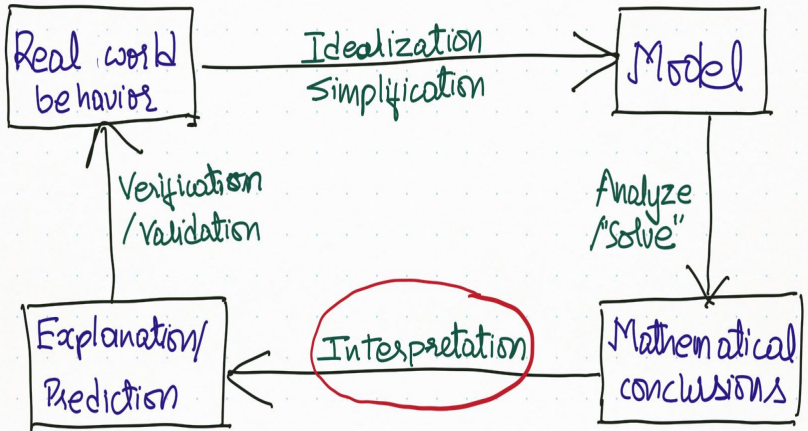 Real world
behavior
Idealization
Simplification
Model
Verification
/Validation
Analyze
/"Solve"
Explanation/
Prediction
Interpretation
Mathematical
conclusions